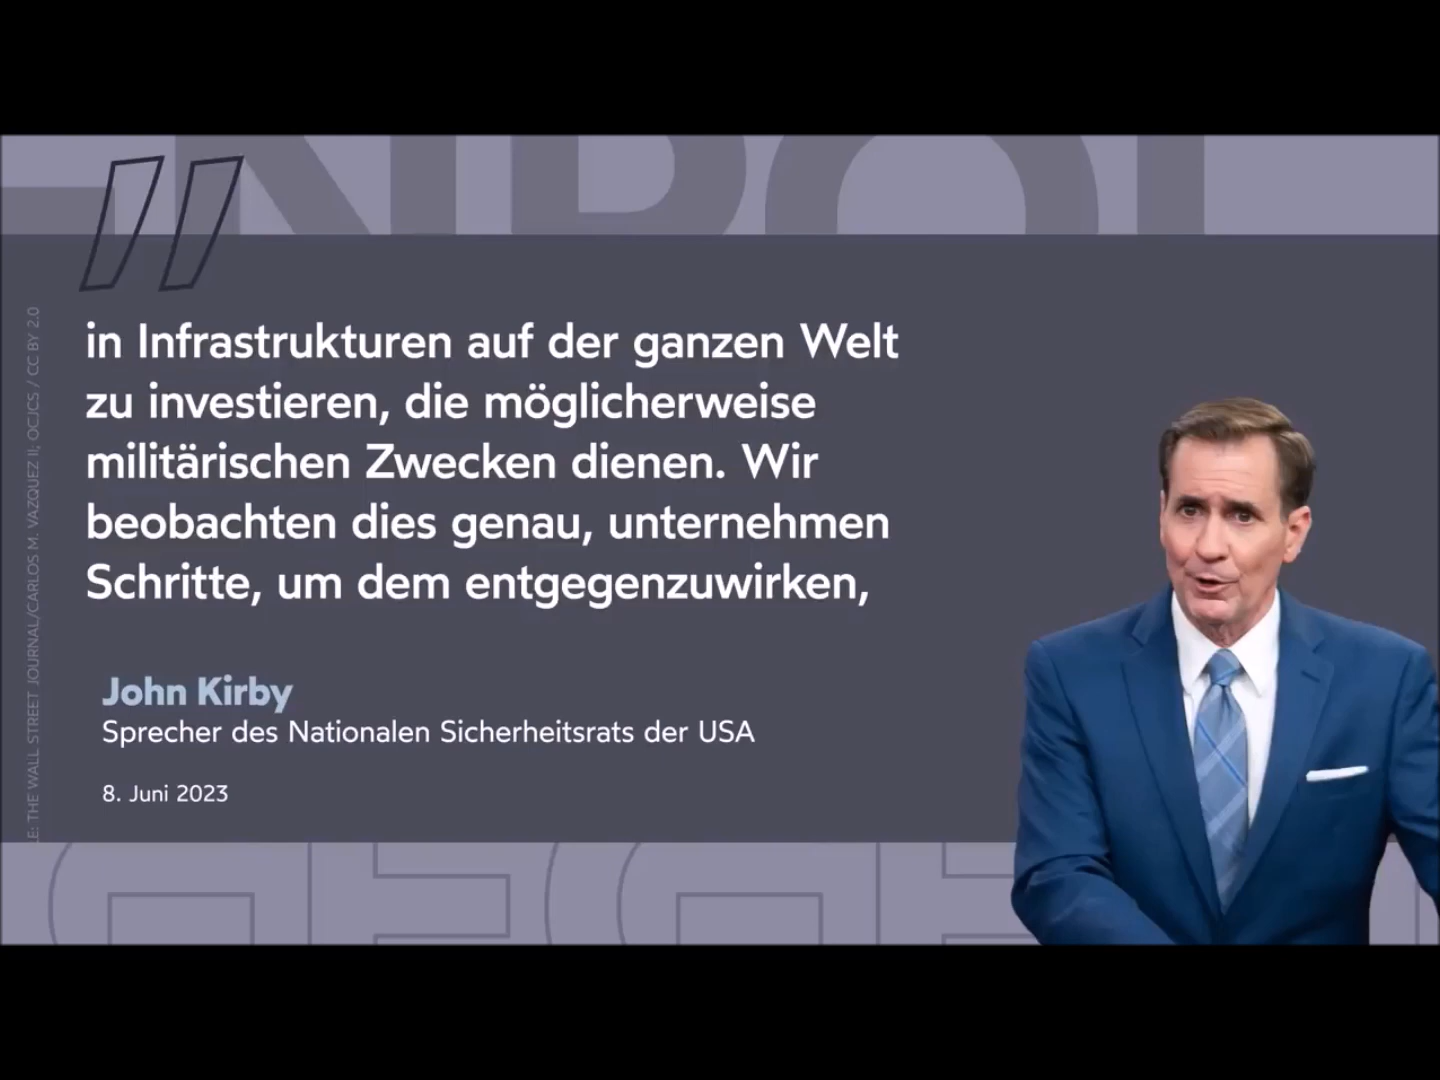 in Infrastrukturen auf der ganzen Welt
zu investieren, die möglicherweise
militärischen Zwecken dienen. Wir
beobachten dies genau, unternehmen
Schritte, um dem entgegenzuwirken,
John Kirby
Sprecher des Nationalen Sicherheitsrats der USA
8. Juni 2023
LE: THE WALL STREET JOURNAL/CARLOS M. VAZQUEZ II; OCJCS / CC BY 2.0